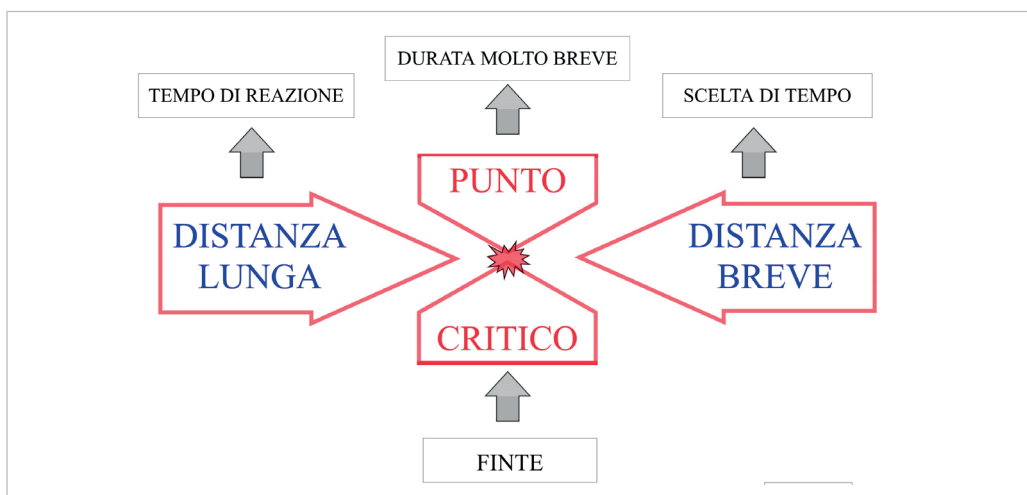 DURATA MOLTO BREVE
TEMPO DI REAZIONE
SCELTA DI TEMPO
PUNTO
DISTANZA
LUNGA
DISTANZA
BREVE
CRITICO
FINTE